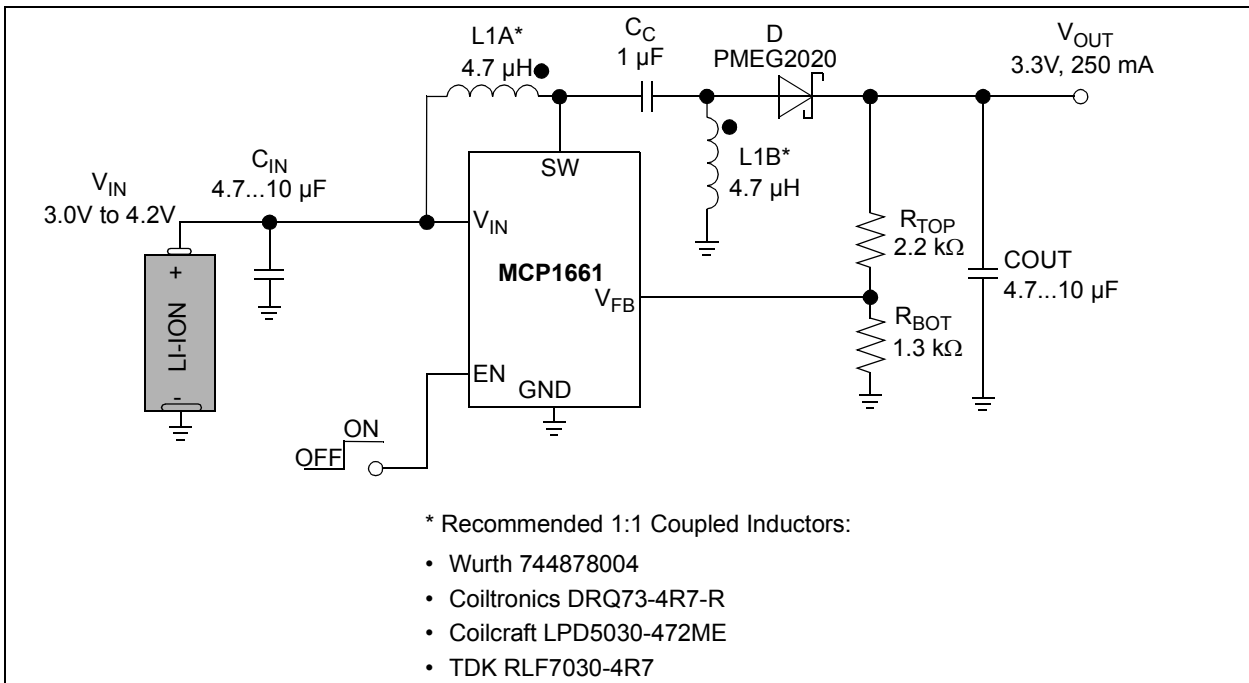 L1A*
4.7 µH
C_C
1 µF
D
PMEG2020
V_OUT
3.3V, 250 mA
V_IN
3.0V to 4.2V
C_IN
4.7...10 µF
SW
V_IN
MCP1661
V_FB
EN
GND
L1B*
4.7 µH
R_TOP
2.2 kΩ
R_BOT
1.3 kΩ
COUT
4.7...10 µF
+
LI-ION
-
ON
OFF
* Recommended 1:1 Coupled Inductors:
• Wurth 744878004
• Coiltronics DRQ73-4R7-R
• Coilcraft LPD5030-472ME
• TDK RLF7030-4R7